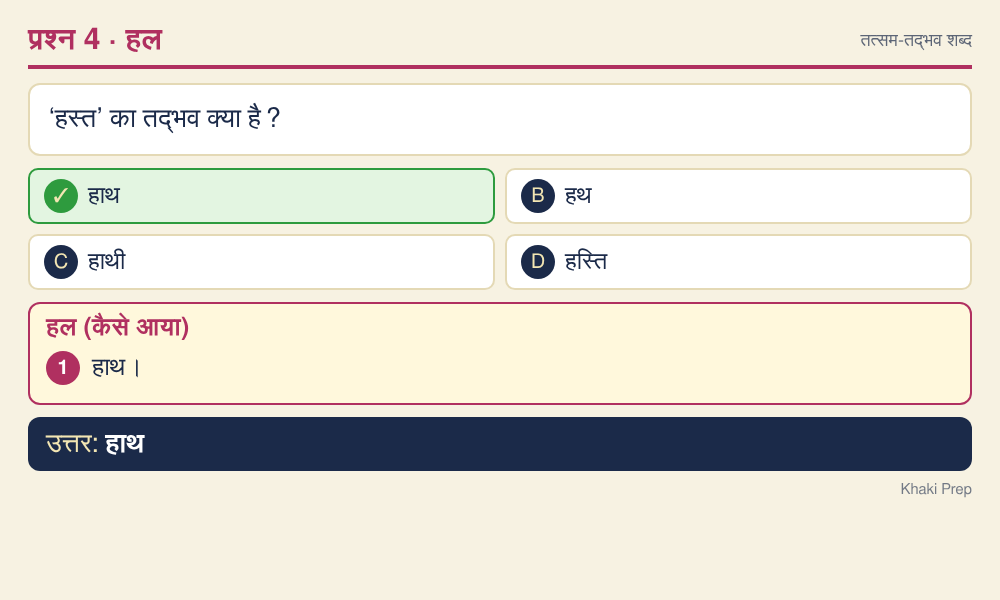 प्रश्न 4 · हल
तत्सम-तद्भव शब्द
‘हस्त’ का तद्भव क्या है ?
✓ हाथ
B हथ
C हाथी
D हस्ति
हल (कैसे आया)
1 हाथ ।
उत्तर: हाथ
Khaki Prep